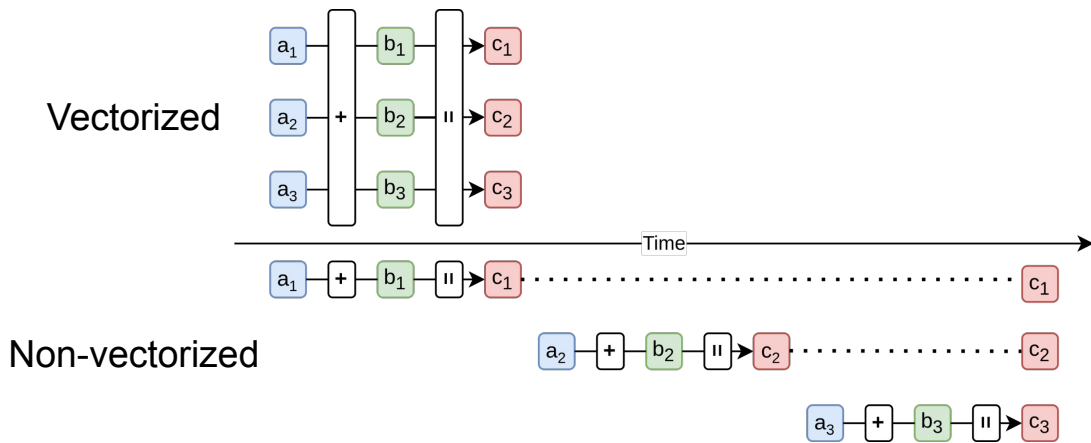 a₁ b₁ c₁
Vectorized a₂ + b₂ = c₂
a₃ b₃ c₃
Time
a₁ + b₁ = c₁ c₁
Non-vectorized a₂ + b₂ = c₂ c₂
a₃ + b₃ = c₃